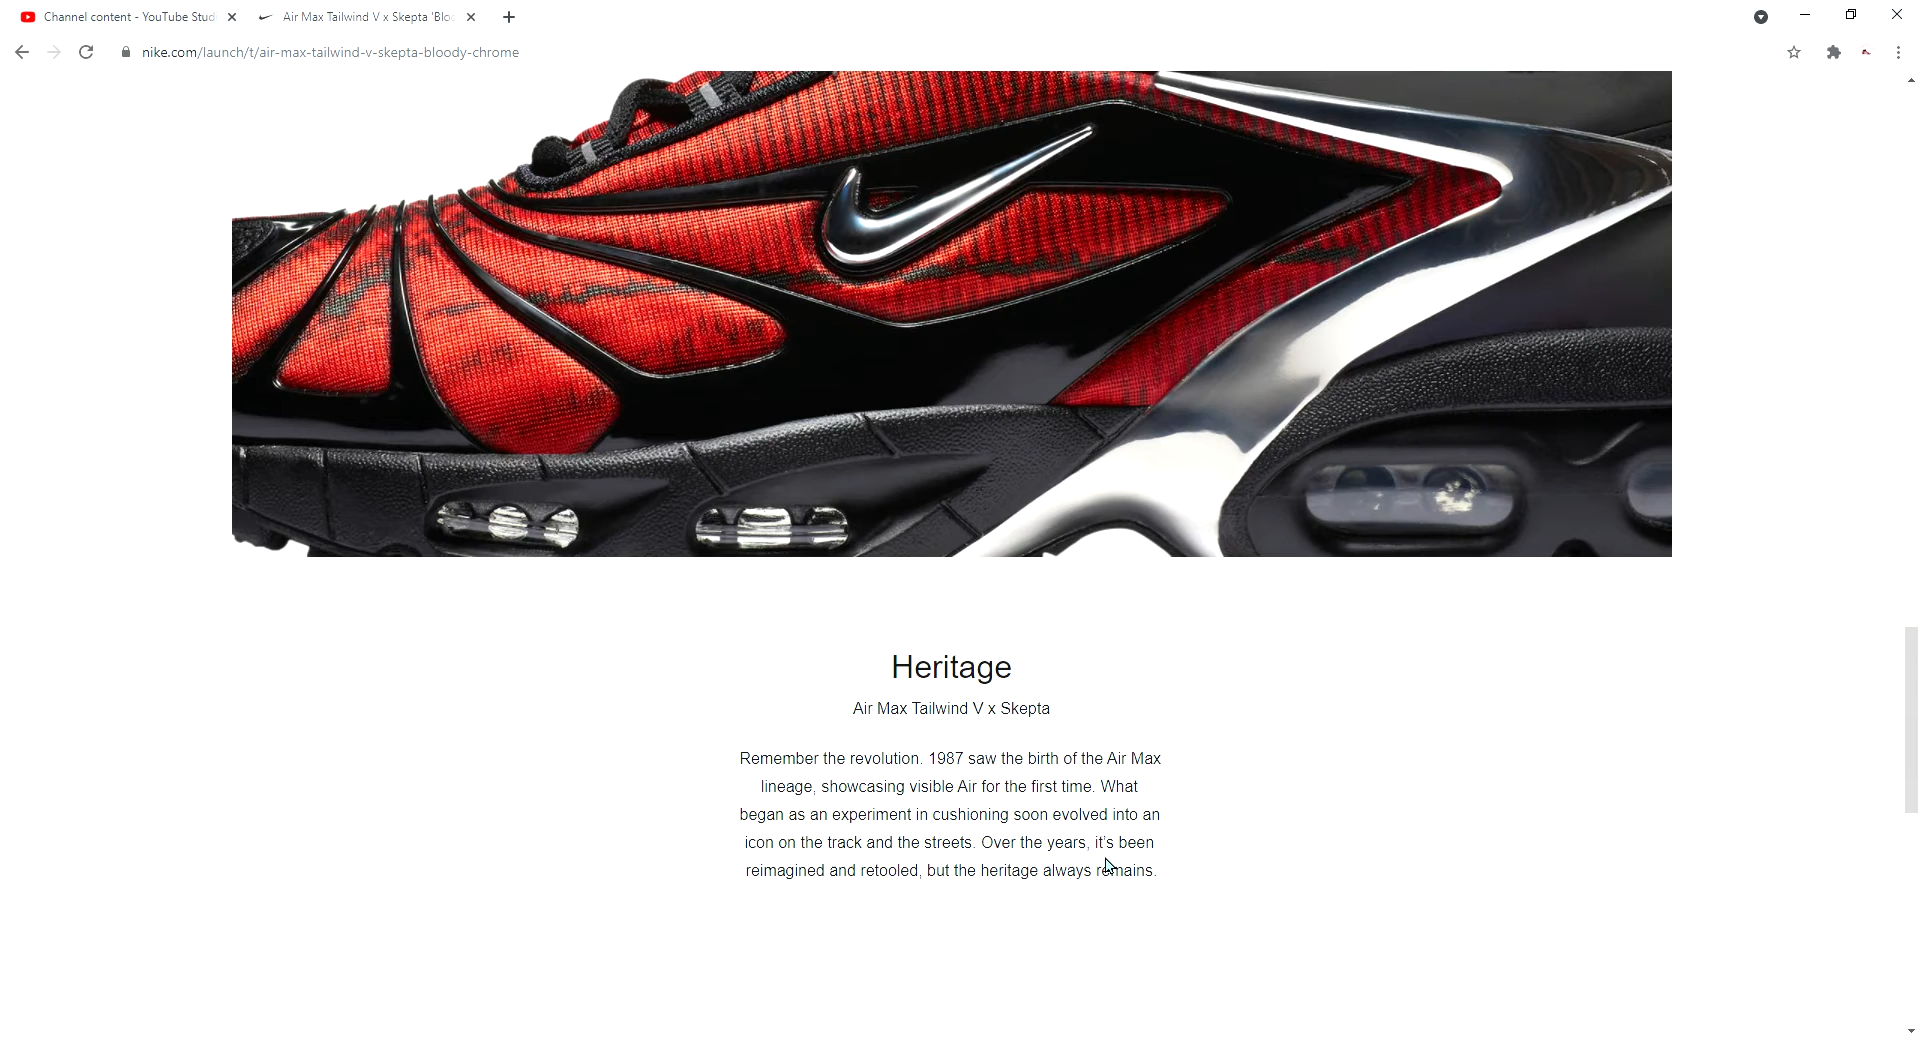 Channel content - YouTube Stud
Air Max Tailwind V x Skepta 'Blo
nike.com/launch/t/air-max-tailwind-v-skepta-bloody-chrome
Heritage
Air Max Tailwind V x Skepta
Remember the revolution. 1987 saw the birth of the Air Max
lineage, showcasing visible Air for the first time. What
began as an experiment in cushioning soon evolved into an
icon on the track and the streets. Over the years, it's been
reimagined and retooled, but the heritage always remains.